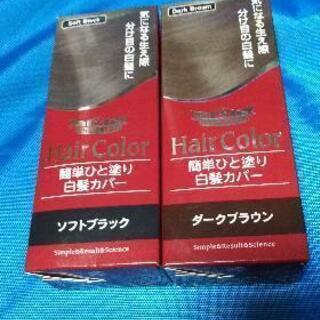 Soft Black
気になる生え際
分け目の白髪に
Hair Color
簡単ひと塗り
白髪カバー
ソフトブラック
Simple&Result&Science
Dark Brown
気になる生え際
分け目の白髪に
Hair Color
簡単ひと塗り
白髪カバー
ダークブラウン
Simple&Result&Science